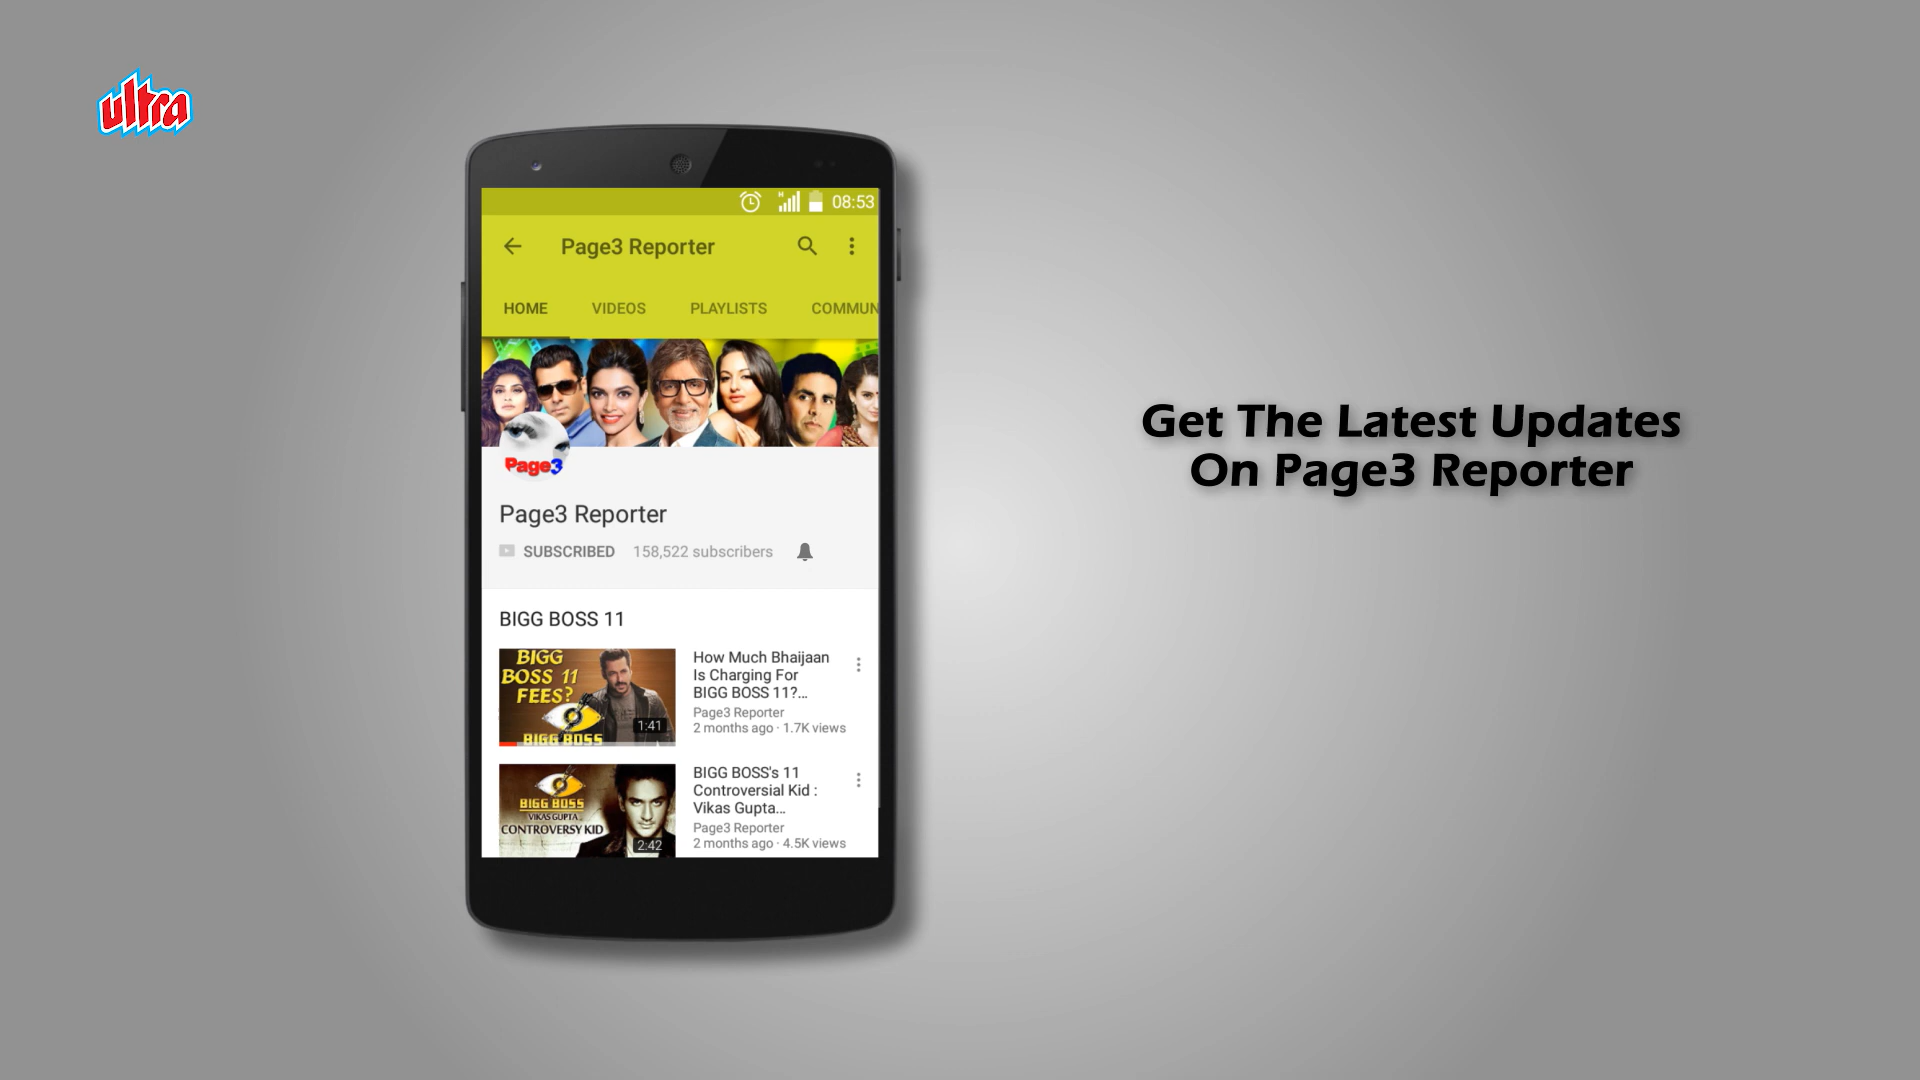 ultra
08:53
Page3 Reporter
HOME VIDEOS PLAYLISTS COMMUN
Page3
Page3 Reporter
SUBSCRIBED 158,522 subscribers
BIGG BOSS 11
BIGG
BOSS 11
FEES?
1:41
BIGG BOSS
How Much Bhaijaan
Is Charging For
BIGG BOSS 11?...
Page3 Reporter
2 months ago · 1.7K views
BIGG BOSS
VIKAS GUPTA
CONTROVERSY KID
2:42
BIGG BOSS's 11
Controversial Kid :
Vikas Gupta...
Page3 Reporter
2 months ago · 4.5K views
Get The Latest Updates
On Page3 Reporter